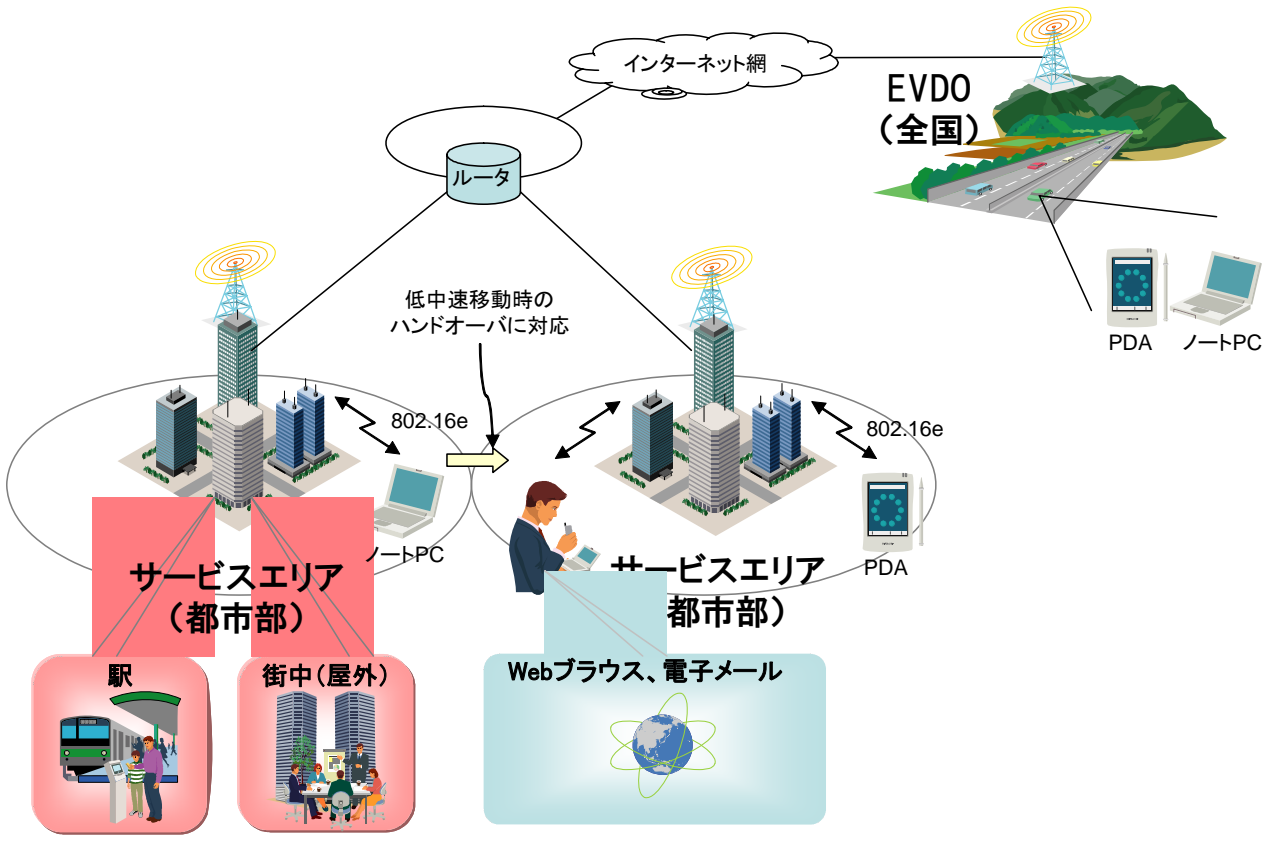 インターネット網
EVDO
（全国）
ルータ
低中速移動時の
ハンドオーバに対応
PDA
ノートPC
802.16e
802.16e
ノートPC
PDA
サービスエリア
（都市部）
サービスエリア
都市部）
駅
街中（屋外）
Webブラウス、電子メール